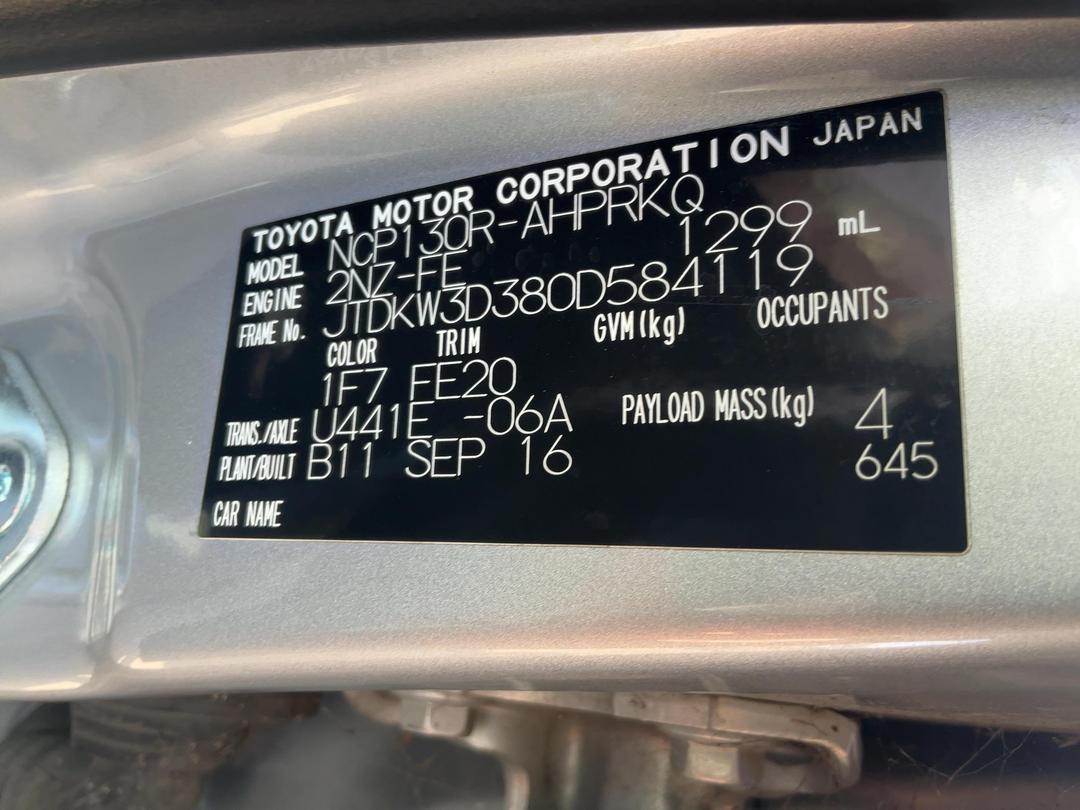 TOYOTA MOTOR CORPORATION JAPAN
MODEL NCP130R-AHPRKQ
ENGINE 2NZ-FE 1299 mL
FRAME No. JTDKW3D380D584119
COLOR TRIM GVM(kg) OCCUPANTS
1F7 EE20 4
TRANS./AXLE U441E -06A PAYLOAD MASS(kg) 645
PLANT/BUILT B11 SEP 16
CAR NAME